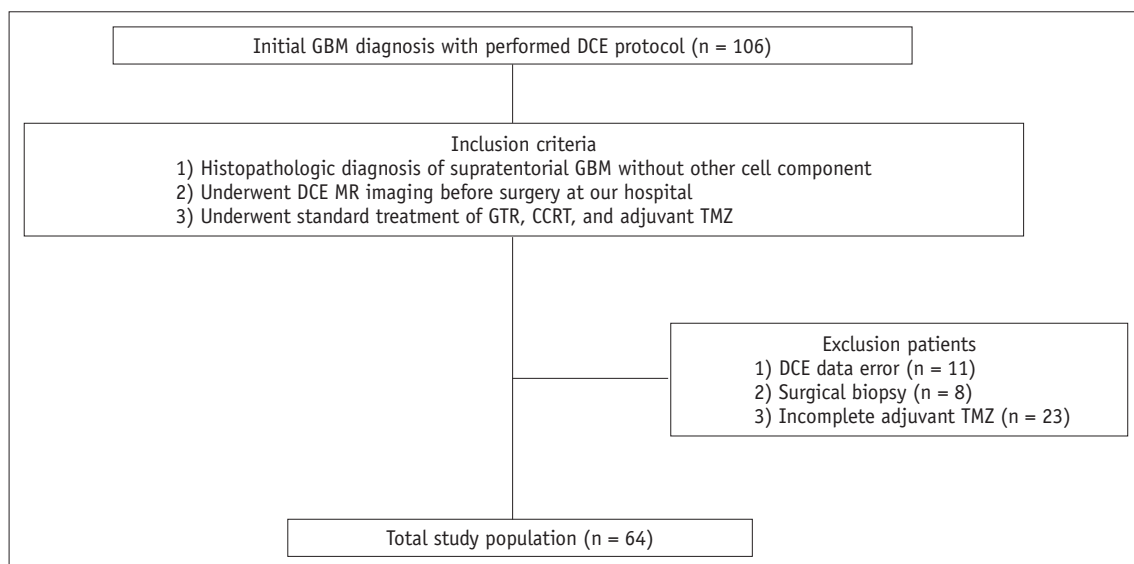 Initial GBM diagnosis with performed DCE protocol (n = 106)
Inclusion criteria
1) Histopathologic diagnosis of supratentorial GBM without other cell component
2) Underwent DCE MR imaging before surgery at our hospital
3) Underwent standard treatment of GTR, CCRT, and adjuvant TMZ
Exclusion patients
1) DCE data error (n = 11)
2) Surgical biopsy (n = 8)
3) Incomplete adjuvant TMZ (n = 23)
Total study population (n = 64)